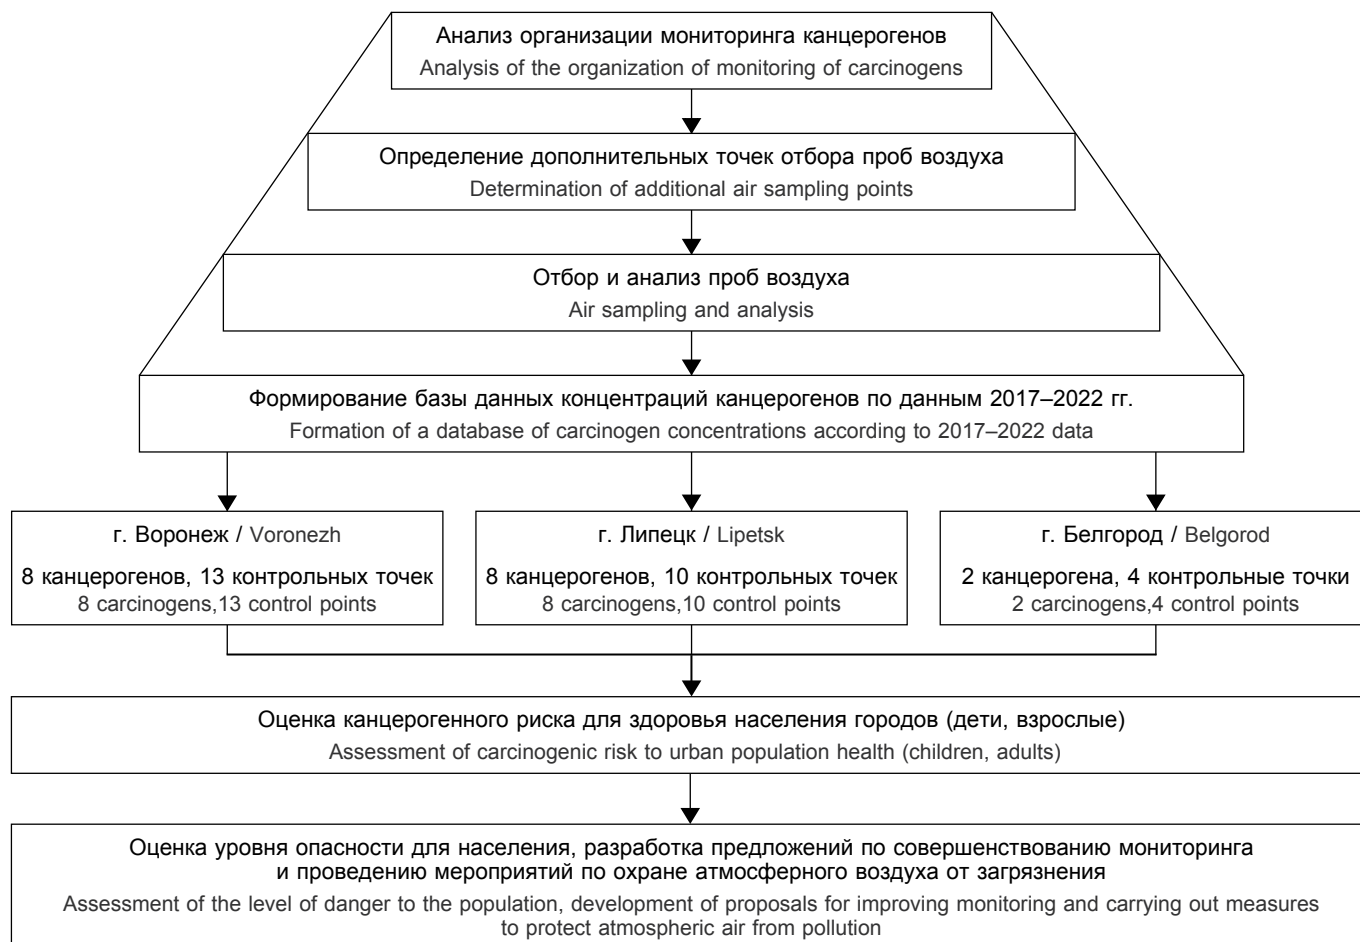 Анализ организации мониторинга канцерогенов
Analysis of the organization of monitoring of carcinogens
Определение дополнительных точек отбора проб воздуха
Determination of additional air sampling points
Отбор и анализ проб воздуха
Air sampling and analysis
Формирование базы данных концентраций канцерогенов по данным 2017–2022 гг.
Formation of a database of carcinogen concentrations according to 2017–2022 data
г. Воронеж / Voronezh
8 канцерогенов, 13 контрольных точек
8 carcinogens,13 control points
г. Липецк / Lipetsk
8 канцерогенов, 10 контрольных точек
8 carcinogens,10 control points
г. Белгород / Belgorod
2 канцерогена, 4 контрольные точки
2 carcinogens,4 control points
Оценка канцерогенного риска для здоровья населения городов (дети, взрослые)
Assessment of carcinogenic risk to urban population health (children, adults)
Оценка уровня опасности для населения, разработка предложений по совершенствованию мониторинга
и проведению мероприятий по охране атмосферного воздуха от загрязнения
Assessment of the level of danger to the population, development of proposals for improving monitoring and carrying out measures
to protect atmospheric air from pollution